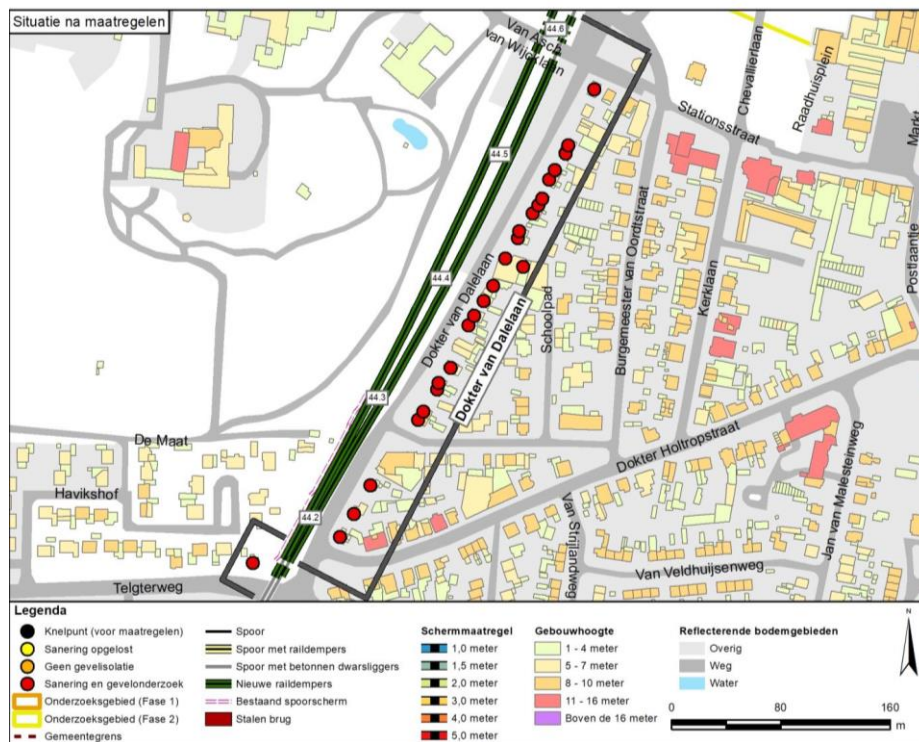 Situatie na maatregelen
Van Asch
van Wijcklaan
44.6
Chevallierlaan
Raadhuisplein
Stationsstraat
Markt
44.5
44.4
Dokter van Dalelaan
Burgemeester van Oordtstraat
Kerklaan
Postlaantje
Schoolpad
Dokter van Dalelaan
44.3
De Maat
Havikshof
44.2
Dokter Holtropstraat
Jan van Malesteinweg
Van Strijlandweg
Van Veldhuijsenweg
Telgterweg
Legenda
Knelpunt (voor maatregelen)
Sanering opgelost
Geen gevelisolatie
Sanering en gevelonderzoek
Onderzoeksgebied (Fase 1)
Onderzoeksgebied (Fase 2)
Gemeentegrens
Spoor
Spoor met raildempers
Spoor met betonnen dwarsliggers
Nieuwe raildempers
Bestaand spoorscherm
Stalen brug
Schermmaatregel
1,0 meter
1,5 meter
2,0 meter
3,0 meter
4,0 meter
5,0 meter
Gebouwhoogte
1 - 4 meter
5 - 7 meter
8 - 10 meter
11 - 16 meter
Boven de 16 meter
Reflecterende bodemgebieden
Overig
Weg
Water
N
0 40 80 160
m